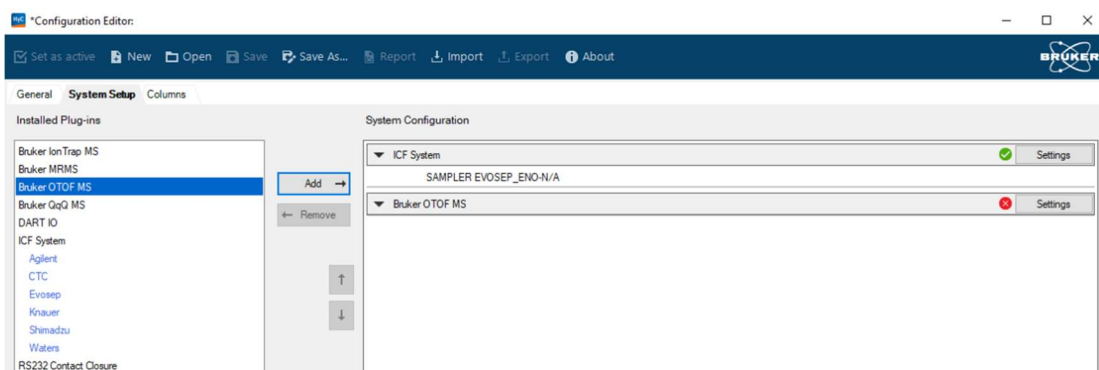 HyC *Configuration Editor:
Set as active New Open Save Save As... Report Import Export About
BRUKER
General System Setup Columns
Installed Plug-ins
System Configuration
Bruker IonTrap MS
Bruker MRMS
Bruker OTOF MS
Bruker QqQ MS
DART IO
ICF System
Agilent
CTC
Evosep
Knauer
Shimadzu
Waters
RS232 Contact Closure
Add →
← Remove
↑
↓
ICF System Settings
SAMPLER EVOSEP_ENO-N/A
Bruker OTOF MS Settings